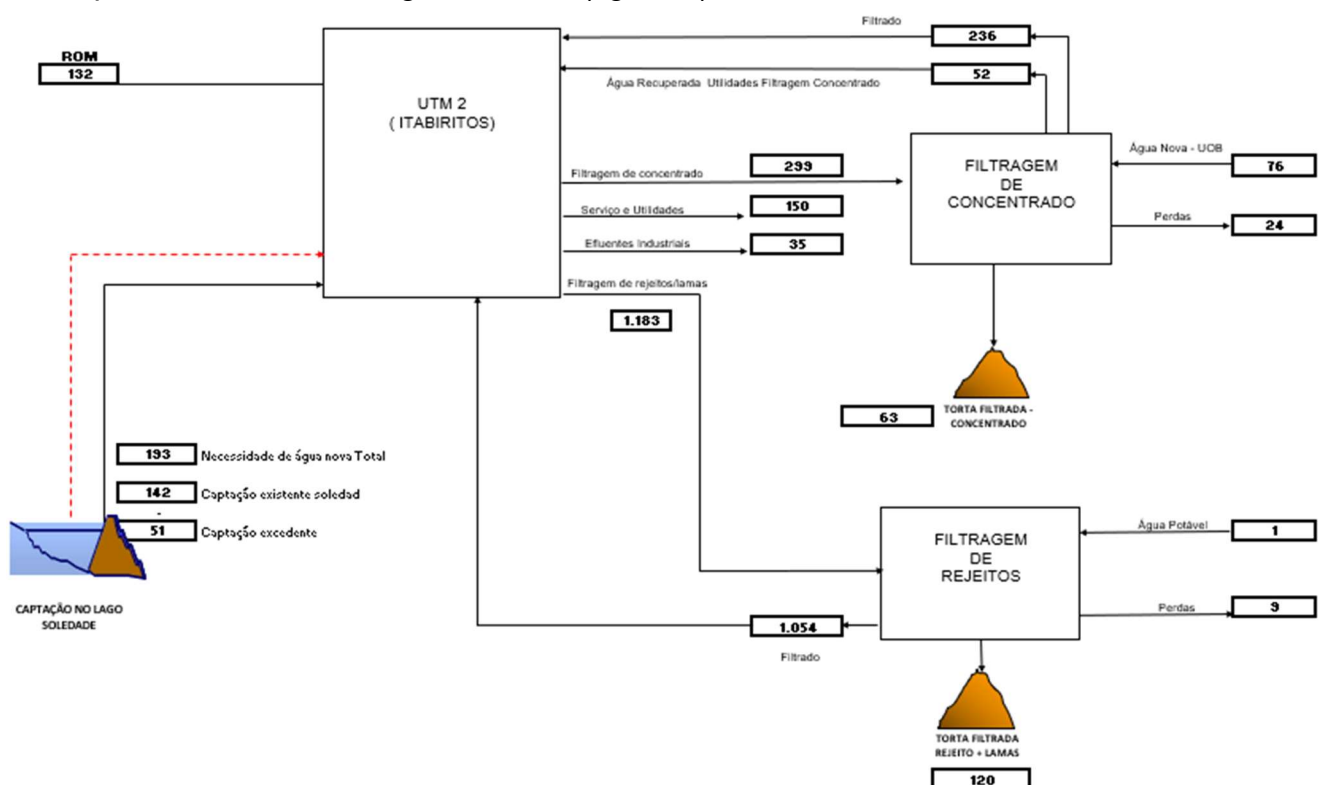 Filtrado
236
ROM
132
52
Água Recuperada Utilidades Filtragem Concentrado
UTM 2
( ITABIRITOS)
Água Nova - UOB
76
299
Filtragem de concentrado
FILTRAGEM
DE
CONCENTRADO
150
Serviço e Utilidades
Perdas
24
35
Efluentes Industriais
Filtragem de rejeitos/lamas
1.183
63
TORTA FILTRADA -
CONCENTRADO
193 Necessidade de água nova Total
142 Captação existente soledad
-
51 Captação excedente
CAPTAÇÃO NO LAGO
SOLEDADE
Água Potável
1
FILTRAGEM
DE
REJEITOS
Perdas
9
1.054
Filtrado
TORTA FILTRADA
REJEITO + LAMAS
120